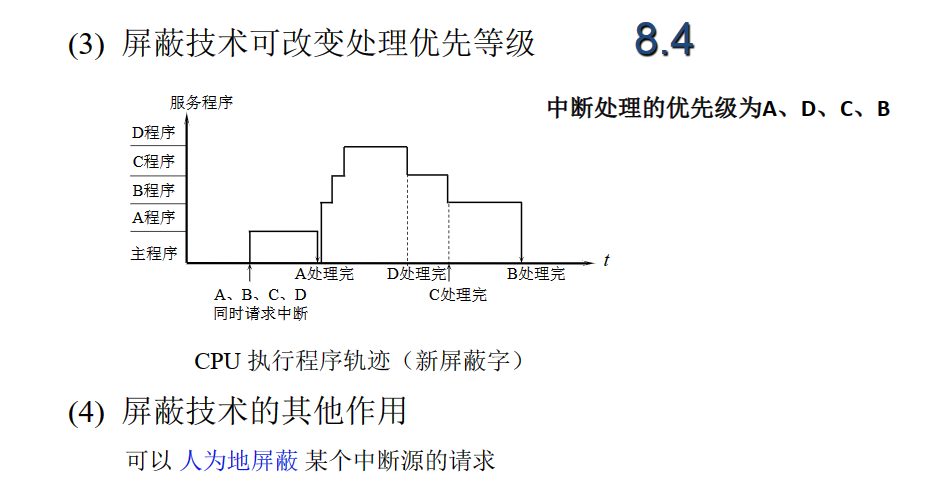 (3) 屏蔽技术可改变处理优先等级
8.4
服务程序
中断处理的优先级为A、D、C、B
D程序
C程序
B程序
A程序
主程序
t
A处理完
D处理完
B处理完
A、B、C、D
C处理完
同时请求中断
CPU 执行程序轨迹（新屏蔽字）
(4) 屏蔽技术的其他作用
可以 人为地屏蔽 某个中断源的请求